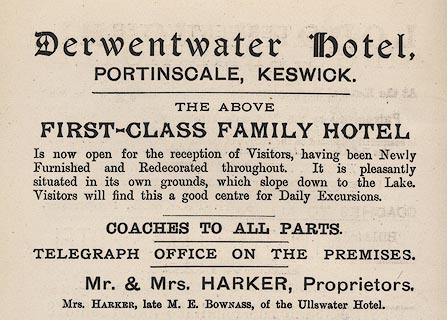 Derwentwater Hotel,
PORTINSCALE, KESWICK.
THE ABOVE
FIRST-CLASS FAMILY HOTEL
Is now open for the reception of Visitors, having been Newly
Furnished and Redecorated throughout. It is pleasantly
situated in its own grounds, which slope down to the Lake.
Visitors will find this a good centre for Daily Excursions.
COACHES TO ALL PARTS.
TELEGRAPH OFFICE ON THE PREMISES.
Mr. & Mrs. HARKER, Proprietors.
Mrs. HARKER, late M. E. BOWNASS, of the Ullswater Hotel.